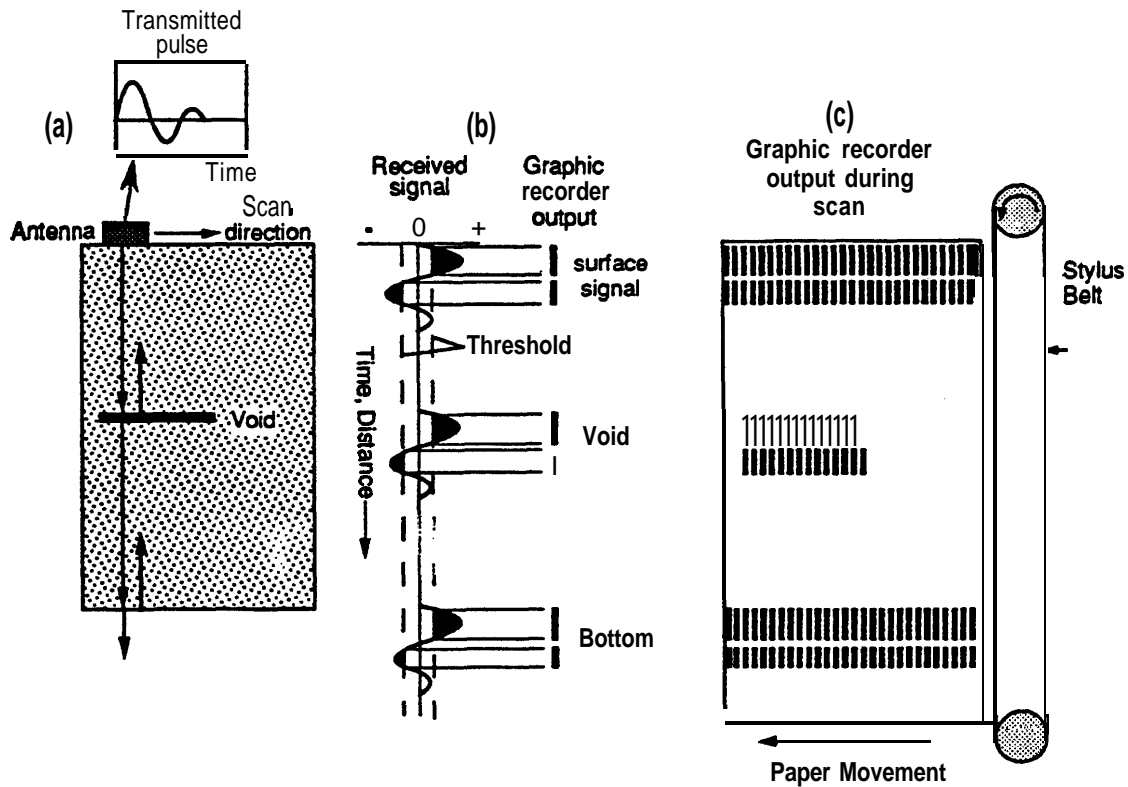 Transmitted
pulse
(a)
Time
Antenna
Scan
direction
Void
(b)
Received
signal
Graphic
recorder
output
- 0 +
surface
signal
Threshold
Time, Distance
Void
Bottom
(c)
Graphic recorder
output during
scan
Stylus
Belt
Paper Movement